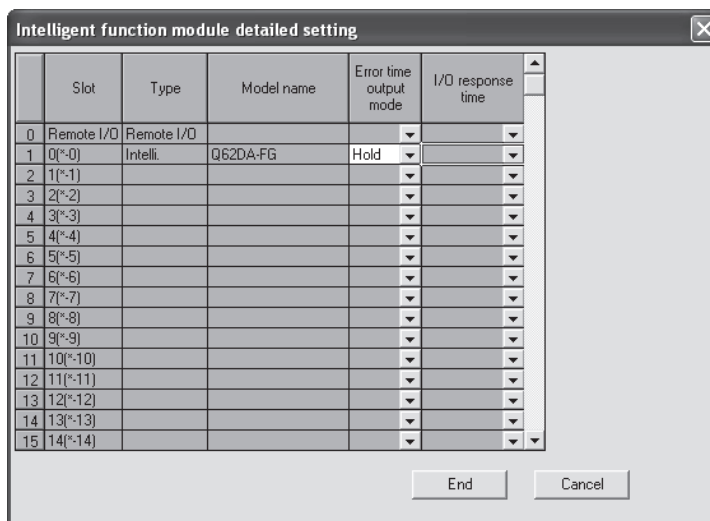 Intelligent function module detailed setting
Slot Type Model name Error time output mode I/O response time
0 Remote I/O Remote I/O
1 0(*-0) Intelli. Q62DA-FG Hold
2 1(*-1)
3 2(*-2)
4 3(*-3)
5 4(*-4)
6 5(*-5)
7 6(*-6)
8 7(*-7)
9 8(*-8)
10 9(*-9)
11 10(*-10)
12 11(*-11)
13 12(*-12)
14 13(*-13)
15 14(*-14)
End Cancel